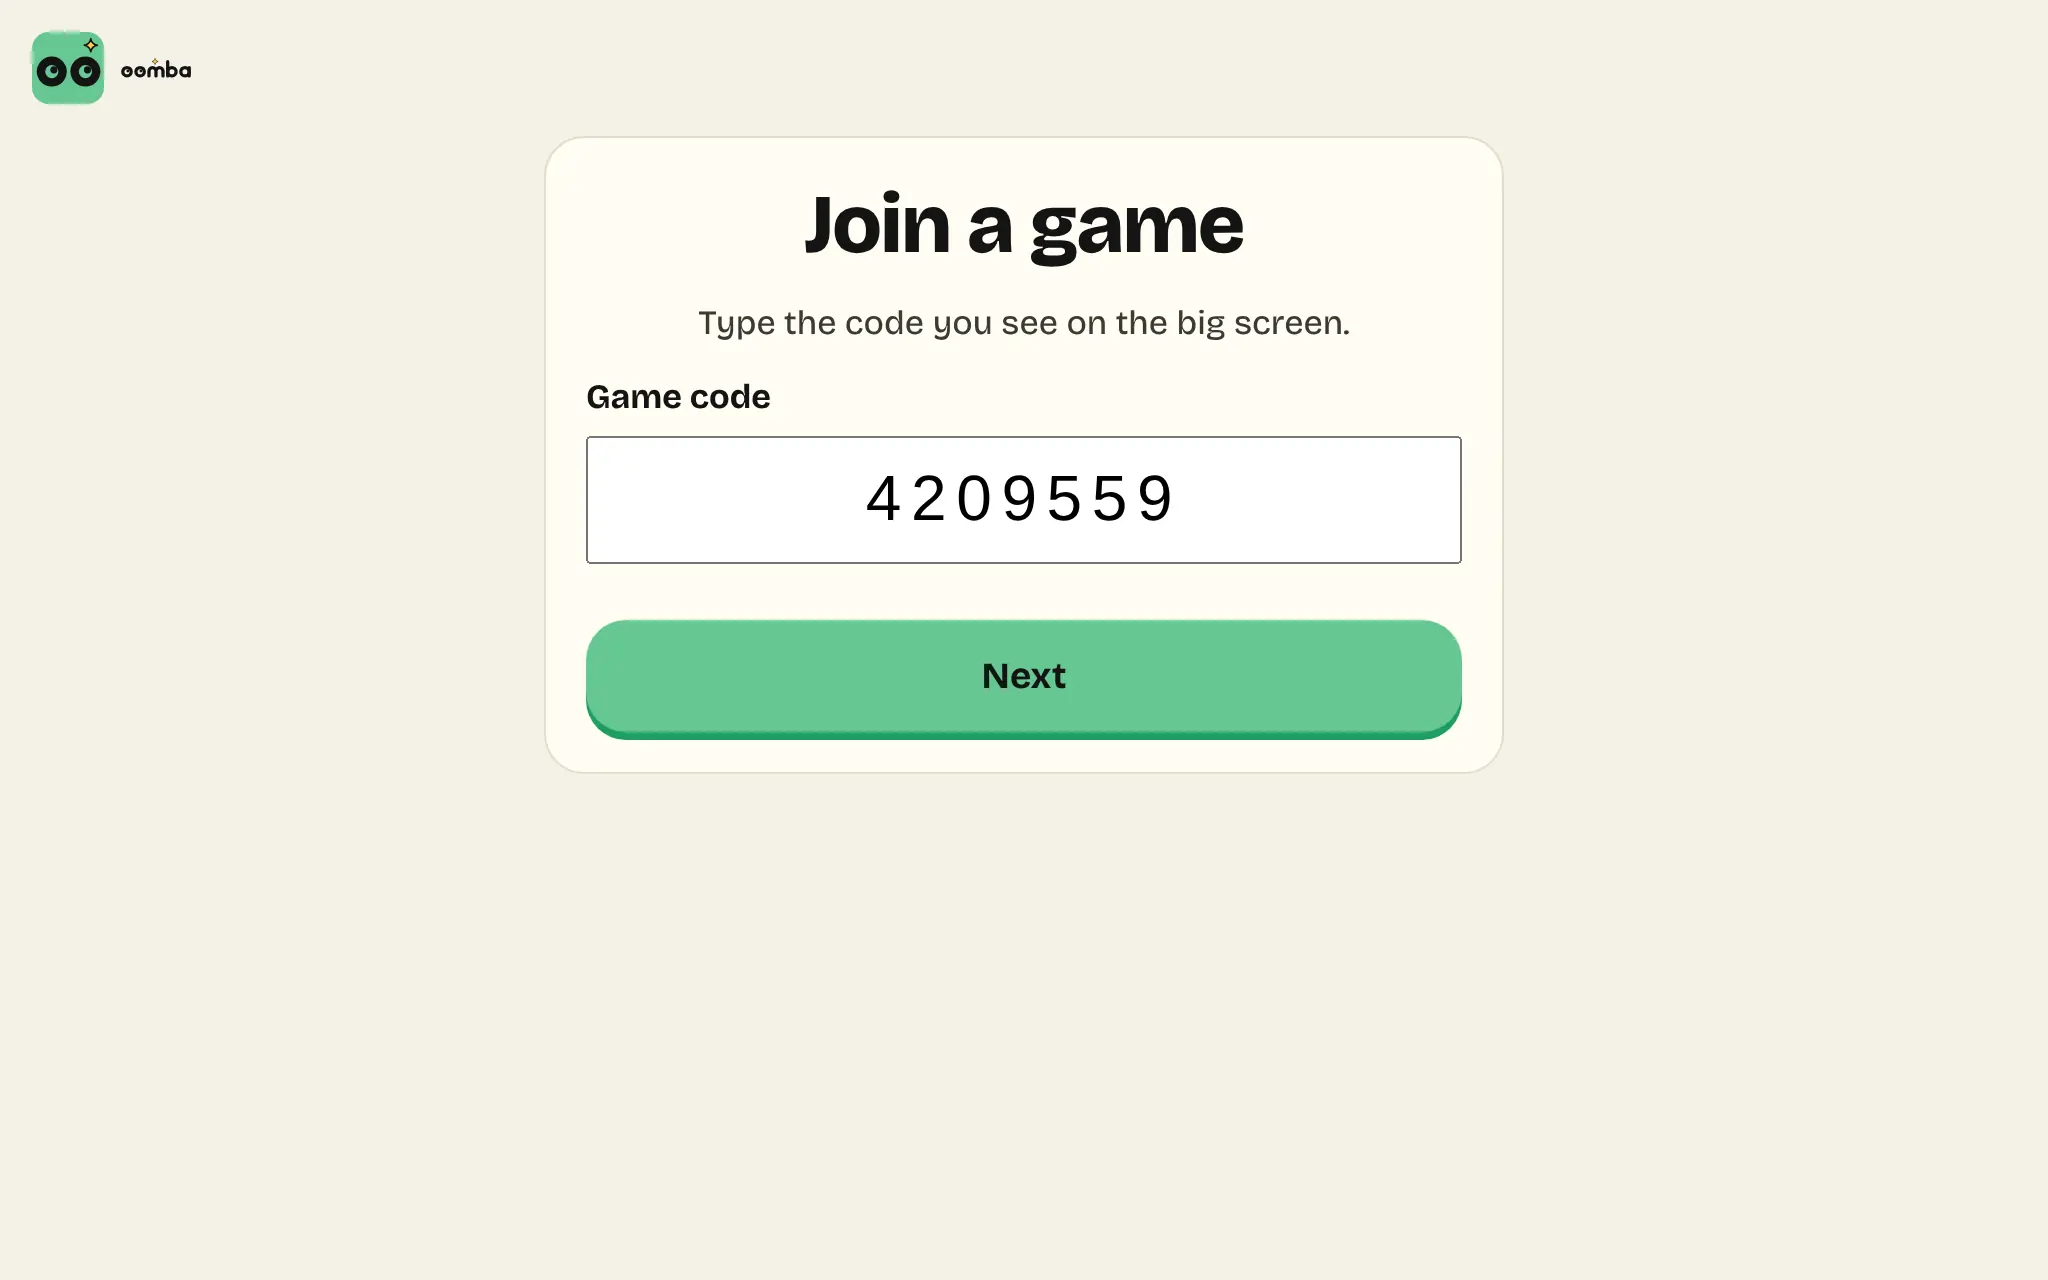 oomba
Join a game
Type the code you see on the big screen.
Game code
4209559
Next